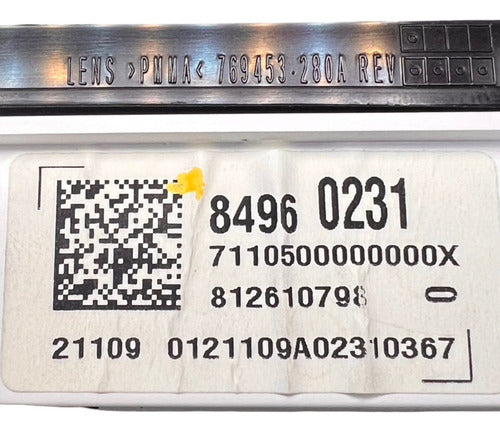 LENS >PMMA< 769453-280A REV
8496 0231
7110500000000X
812610798 0
21109 0121109A02310367